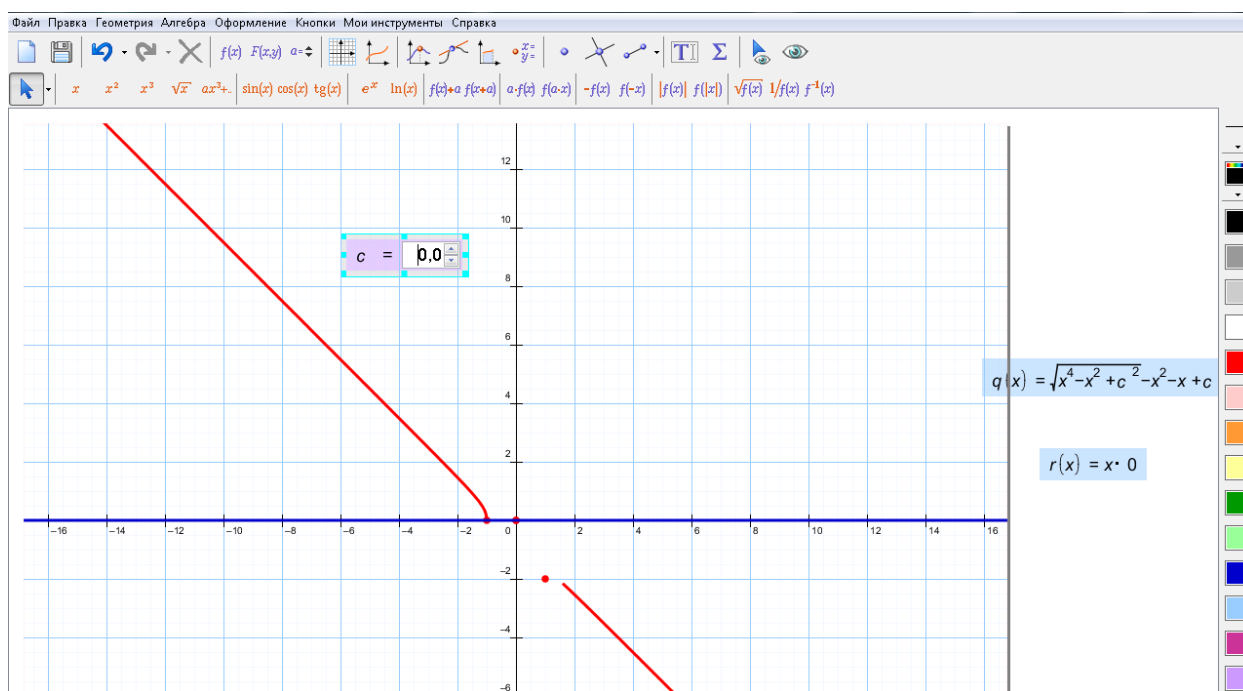 Файл Правка Геометрия Алгебра Оформление Кнопки Мои инструменты Справка
f(x) F(x,y) a= x= y= T Σ
x x² x³ √x ax³+.. sin(x) cos(x) tg(x) eˣ ln(x) f(x)+a f(x+a) a·f(x) f(a·x) -f(x) f(-x) |f(x)| f(|x|) √f(x) 1/f(x) f⁻¹(x)
12
10
c = 0,0
8
6
q(x) = √(x⁴−x²+c²)−x²−x+c
4
r(x) = x· 0
2
−16 −14 −12 −10 −8 −6 −4 −2 0 2 4 6 8 10 12 14 16
−2
−4
−6